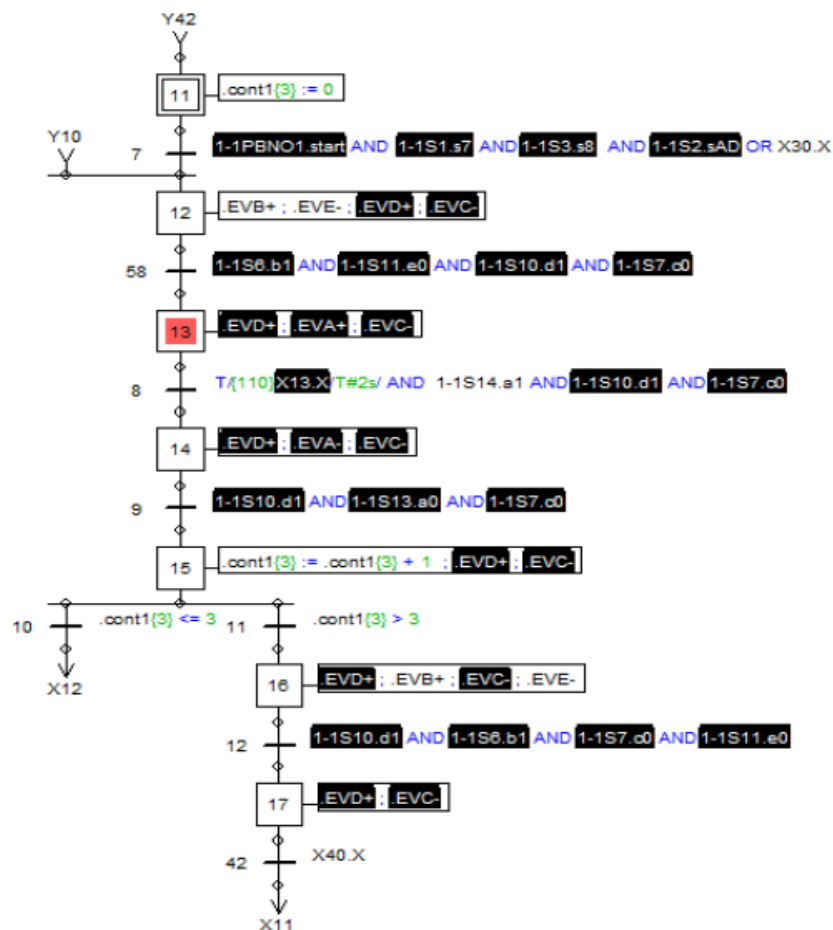 Y42
11 .cont1{3} := 0
Y10
7 1-1PBNO1.start AND 1-1S1.s7 AND 1-1S3.s8 AND 1-1S2.sAD OR X30.X
12 .EVB+ ; .EVE- ; .EVD+ ; .EVC-
58 1-1S6.b1 AND 1-1S11.e0 AND 1-1S10.d1 AND 1-1S7.c0
13 .EVD+ ; .EVA+ ; .EVC-
8 T/{110}X13.X/T#2s/ AND 1-1S14.a1 AND 1-1S10.d1 AND 1-1S7.c0
14 .EVD+ ; .EVA- ; .EVC-
9 1-1S10.d1 AND 1-1S13.a0 AND 1-1S7.c0
15 .cont1{3} := .cont1{3} + 1 ; .EVD+ ; .EVC-
10 .cont1{3} <= 3 11 .cont1{3} > 3
X12
16 .EVD+ ; .EVB+ ; .EVC- ; .EVE-
12 1-1S10.d1 AND 1-1S6.b1 AND 1-1S7.c0 AND 1-1S11.e0
17 .EVD+ ; .EVC-
42 X40.X
X11